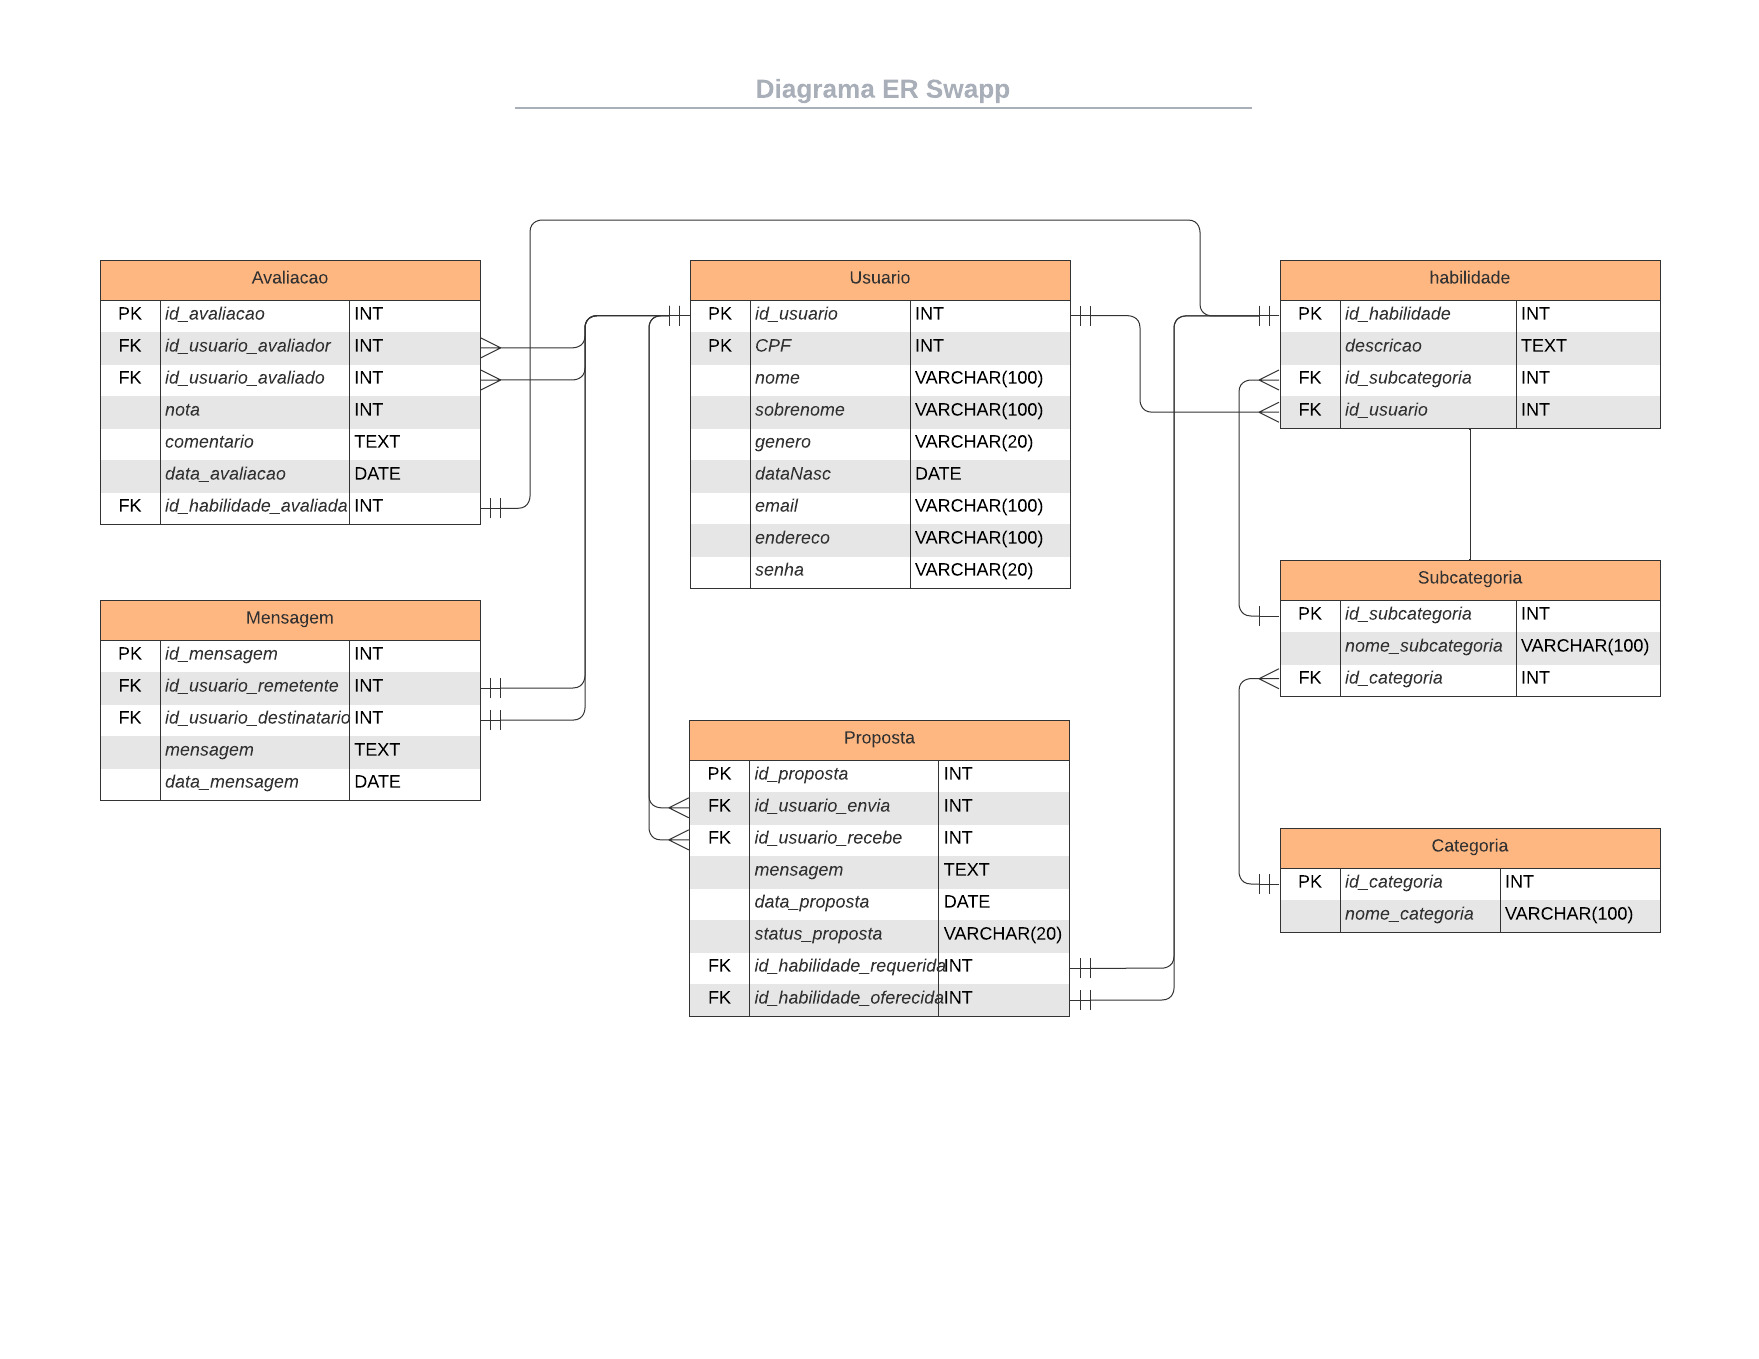 Diagrama ER Swapp
Avaliacao
PK id_avaliacao INT
FK id_usuario_avaliador INT
FK id_usuario_avaliado INT
nota INT
comentario TEXT
data_avaliacao DATE
FK id_habilidade_avaliada INT
Usuario
PK id_usuario INT
PK CPF INT
nome VARCHAR(100)
sobrenome VARCHAR(100)
genero VARCHAR(20)
dataNasc DATE
email VARCHAR(100)
endereco VARCHAR(100)
senha VARCHAR(20)
habilidade
PK id_habilidade INT
descricao TEXT
FK id_subcategoria INT
FK id_usuario INT
Mensagem
PK id_mensagem INT
FK id_usuario_remetente INT
FK id_usuario_destinatario INT
mensagem TEXT
data_mensagem DATE
Proposta
PK id_proposta INT
FK id_usuario_envia INT
FK id_usuario_recebe INT
mensagem TEXT
data_proposta DATE
status_proposta VARCHAR(20)
FK id_habilidade_requerida INT
FK id_habilidade_oferecida INT
Subcategoria
PK id_subcategoria INT
nome_subcategoria VARCHAR(100)
FK id_categoria INT
Categoria
PK id_categoria INT
nome_categoria VARCHAR(100)